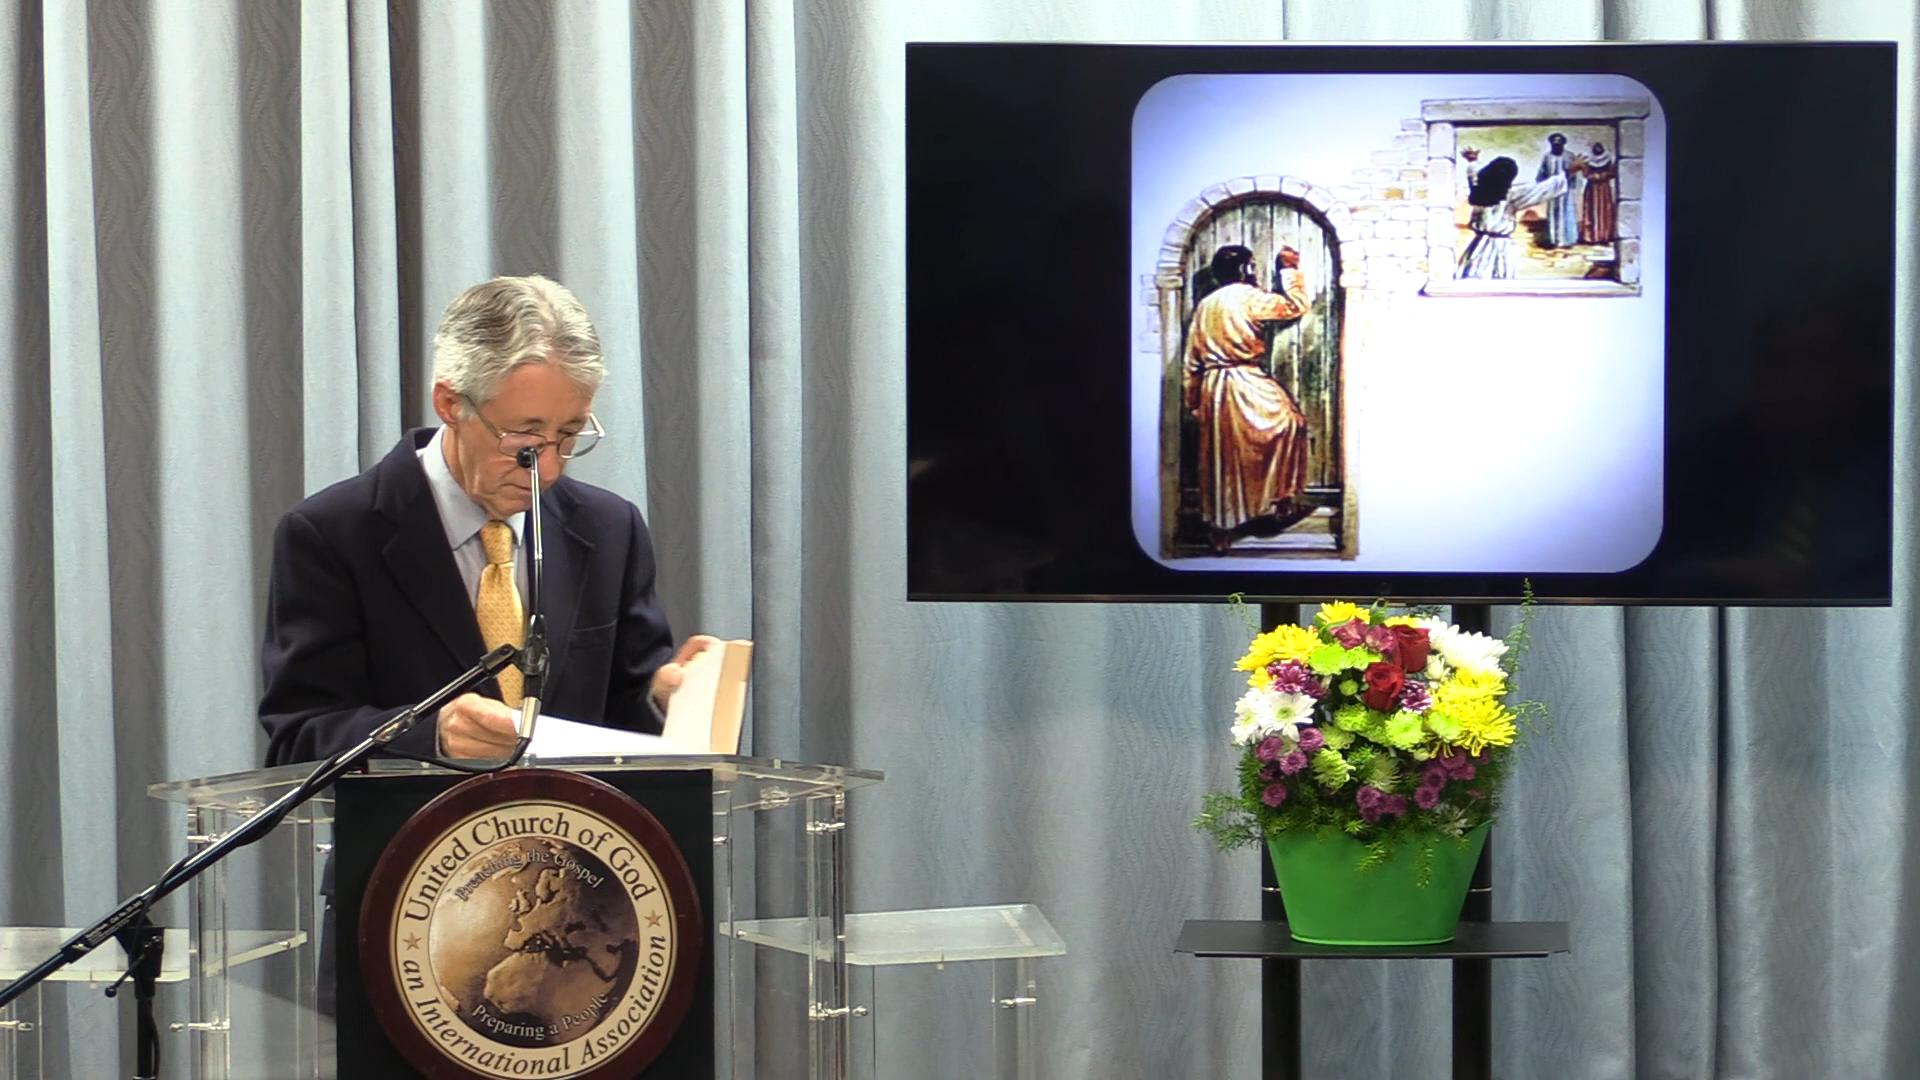 United Church of God
Preaching the Gospel
Preparing a People
an International Association